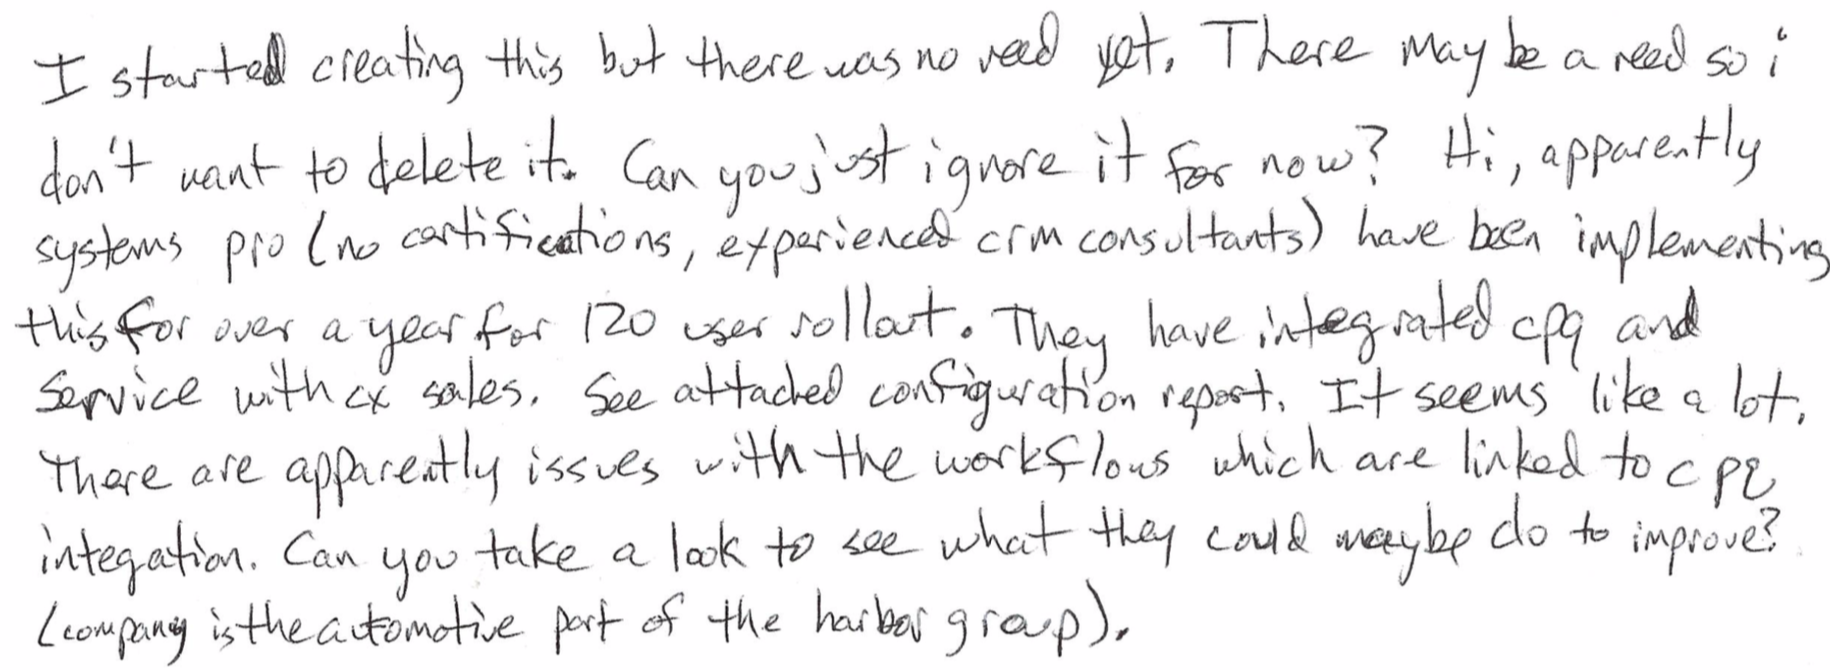 I started creating this but there was no need yet. There may be a need so i
don't want to delete it. Can you just ignore it for now? Hi, apparently
systems pro (no certifications, experienced crm consultants) have been implementing
this for over a year for 120 user rollout. They have integrated cpq and
service with cx sales. See attached configuration report. It seems like a lot.
There are apparently issues with the workflows which are linked to cpq
integation. Can you take a look to see what they could maybe do to improve?
(company is the automotive part of the harbor group).